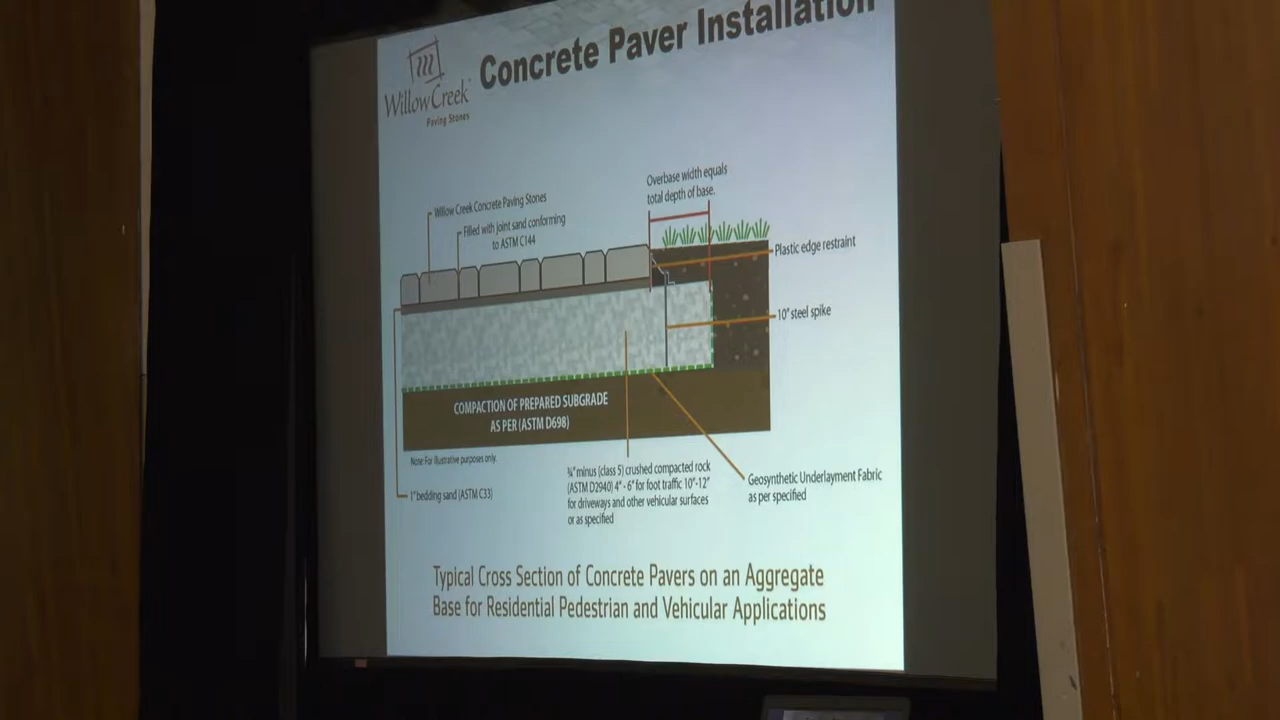 Concrete Paver Installation
Willow Creek
Paving Stones
Overbase width equals
total depth of base.
Willow Creek Concrete Paving Stones
Filled with joint sand conforming
to ASTM C144
Plastic edge restraint
10" steel spike
COMPACTION OF PREPARED SUBGRADE
AS PER (ASTM D698)
Note: For illustrative purposes only.
1" bedding sand (ASTM C33)
¾" minus (class 5) crushed compacted rock
(ASTM D2940) 4" - 6" for foot traffic 10"-12"
for driveways and other vehicular surfaces
or as specified
Geosynthetic Underlayment Fabric
as per specified
Typical Cross Section of Concrete Pavers on an Aggregate
Base for Residential Pedestrian and Vehicular Applications